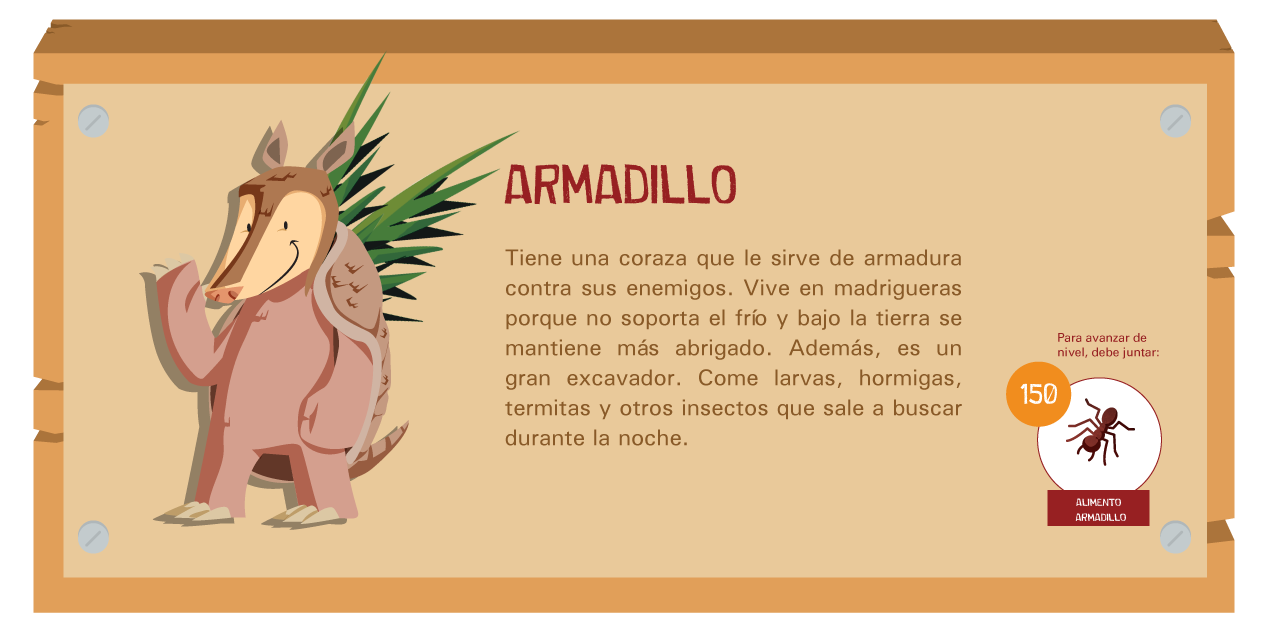 ARMADILLO
Tiene una coraza que le sirve de armadura
contra sus enemigos. Vive en madrigueras
porque no soporta el frío y bajo la tierra se
mantiene más abrigado. Además, es un
gran excavador. Come larvas, hormigas,
termitas y otros insectos que sale a buscar
durante la noche.
Para avanzar de
nivel, debe juntar:
150
ALIMENTO
ARMADILLO